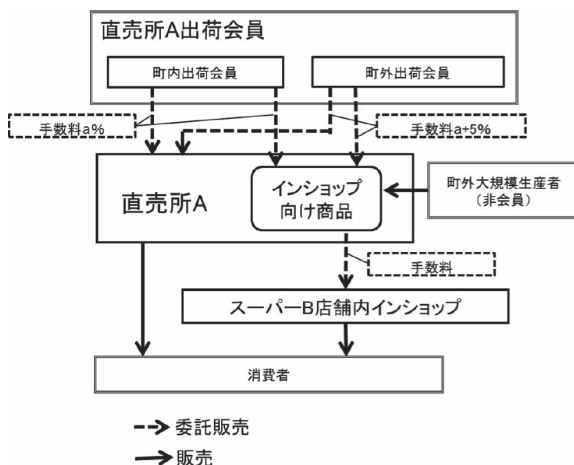 直売所A出荷会員
町内出荷会員
町外出荷会員
手数料a%
手数料a+5%
直売所A
インショップ
向け商品
町外大規模生産者
（非会員）
手数料
スーパーB店舗内インショップ
消費者
委託販売
販売